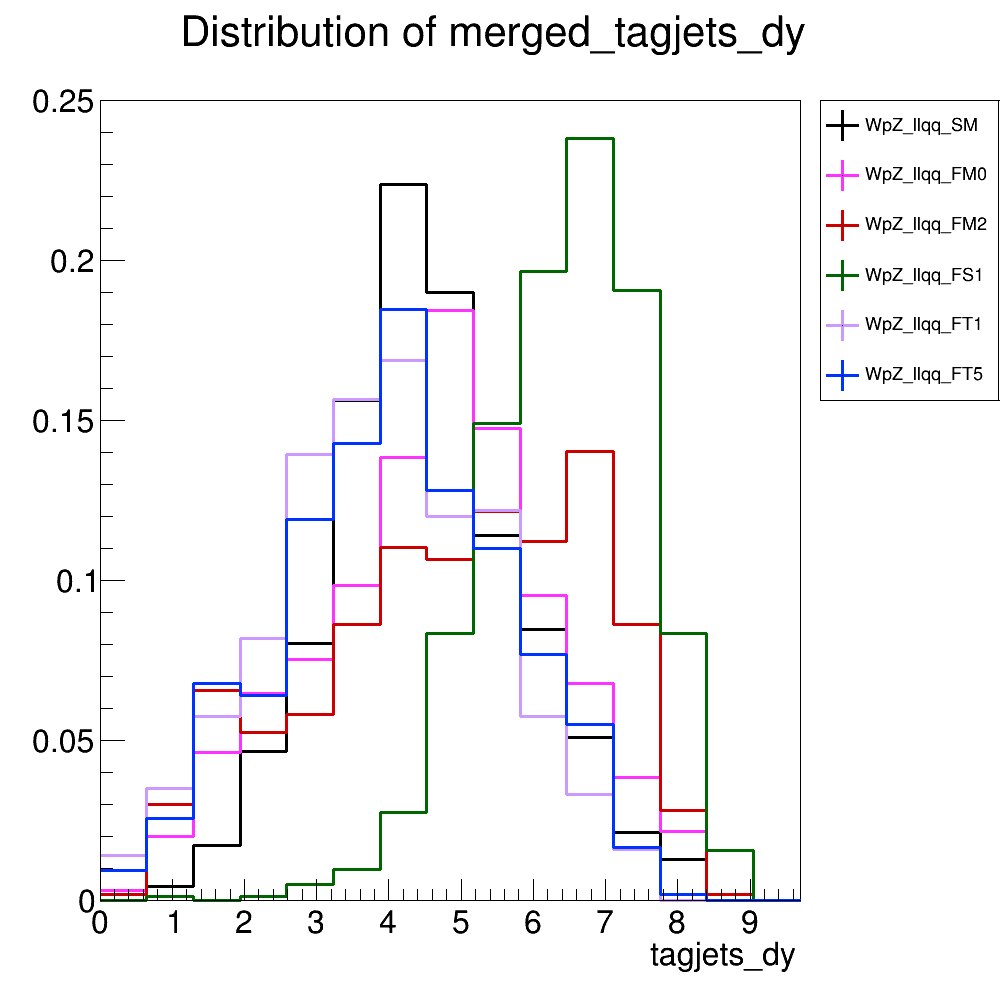 Distribution of merged_tagjets_dy
0.25
0.2
0.15
0.1
0.05
0
0 1 2 3 4 5 6 7 8 9
tagjets_dy
WpZ_llqq_SM
WpZ_llqq_FM0
WpZ_llqq_FM2
WpZ_llqq_FS1
WpZ_llqq_FT1
WpZ_llqq_FT5